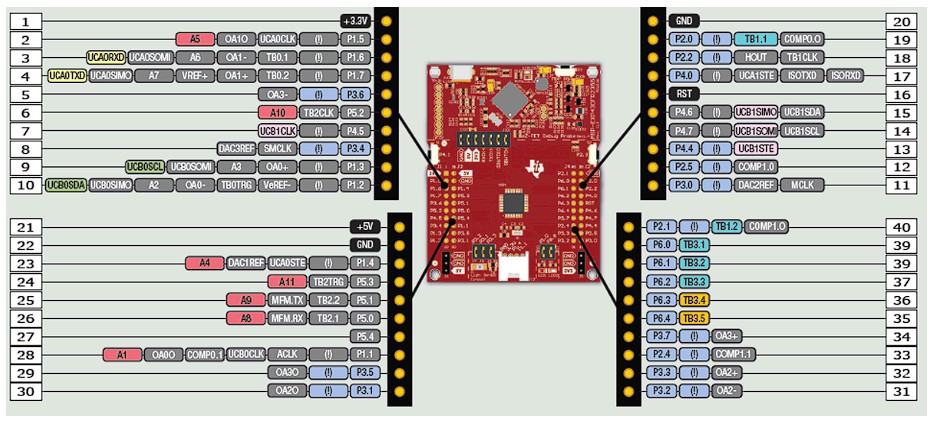 1 +3.3V
2 A5 OA1O UCA0CLK (!) P1.5
3 UCA0RXD UCA0SOMI A6 OA1- TB0.1 (!) P1.6
4 UCA0TXD UCA0SIMO A7 VREF+ OA1+ TB0.2 (!) P1.7
5 OA3- (!) P3.6
6 A10 TB2CLK P5.2
7 UCB1CLK (!) P4.5
8 DAC3REF SMCLK (!) P3.4
9 UCB0SCL UCB0SOMI A3 OA0+ (!) P1.3
10 UCB0SDA UCB0SIMO A2 OA0- TB0TRG VeREF- (!) P1.2
GND 20
P2.0 (!) TB1.1 COMP0.O 19
P2.2 (!) HOUT TB1CLK 18
P4.0 (!) UCA1STE ISOTXD ISORXD 17
RST 16
P4.6 (!) UCB1SIMO UCB1SDA 15
P4.7 (!) UCB1SOMI UCB1SCL 14
P4.4 (!) UCB1STE 13
P2.5 (!) COMP1.0 12
P3.0 (!) DAC2REF MCLK 11
21 +5V
22 GND
23 A4 DAC1REF UCA0STE (!) P1.4
24 A11 TB2TRG P5.3
25 A9 MFM.TX TB2.2 P5.1
26 A8 MFM.RX TB2.1 P5.0
27 P5.4
28 A1 OA0O COMP0.1 UCB0CLK ACLK (!) P1.1
29 OA3O (!) P3.5
30 OA2O (!) P3.1
P2.1 (!) TB1.2 COMP1.O 40
P6.0 TB3.1 39
P6.1 TB3.2 39
P6.2 TB3.3 37
P6.3 TB3.4 36
P6.4 TB3.5 35
P3.7 (!) OA3+ 34
P2.4 (!) COMP1.1 33
P3.3 (!) OA2+ 32
P3.2 (!) OA2- 31